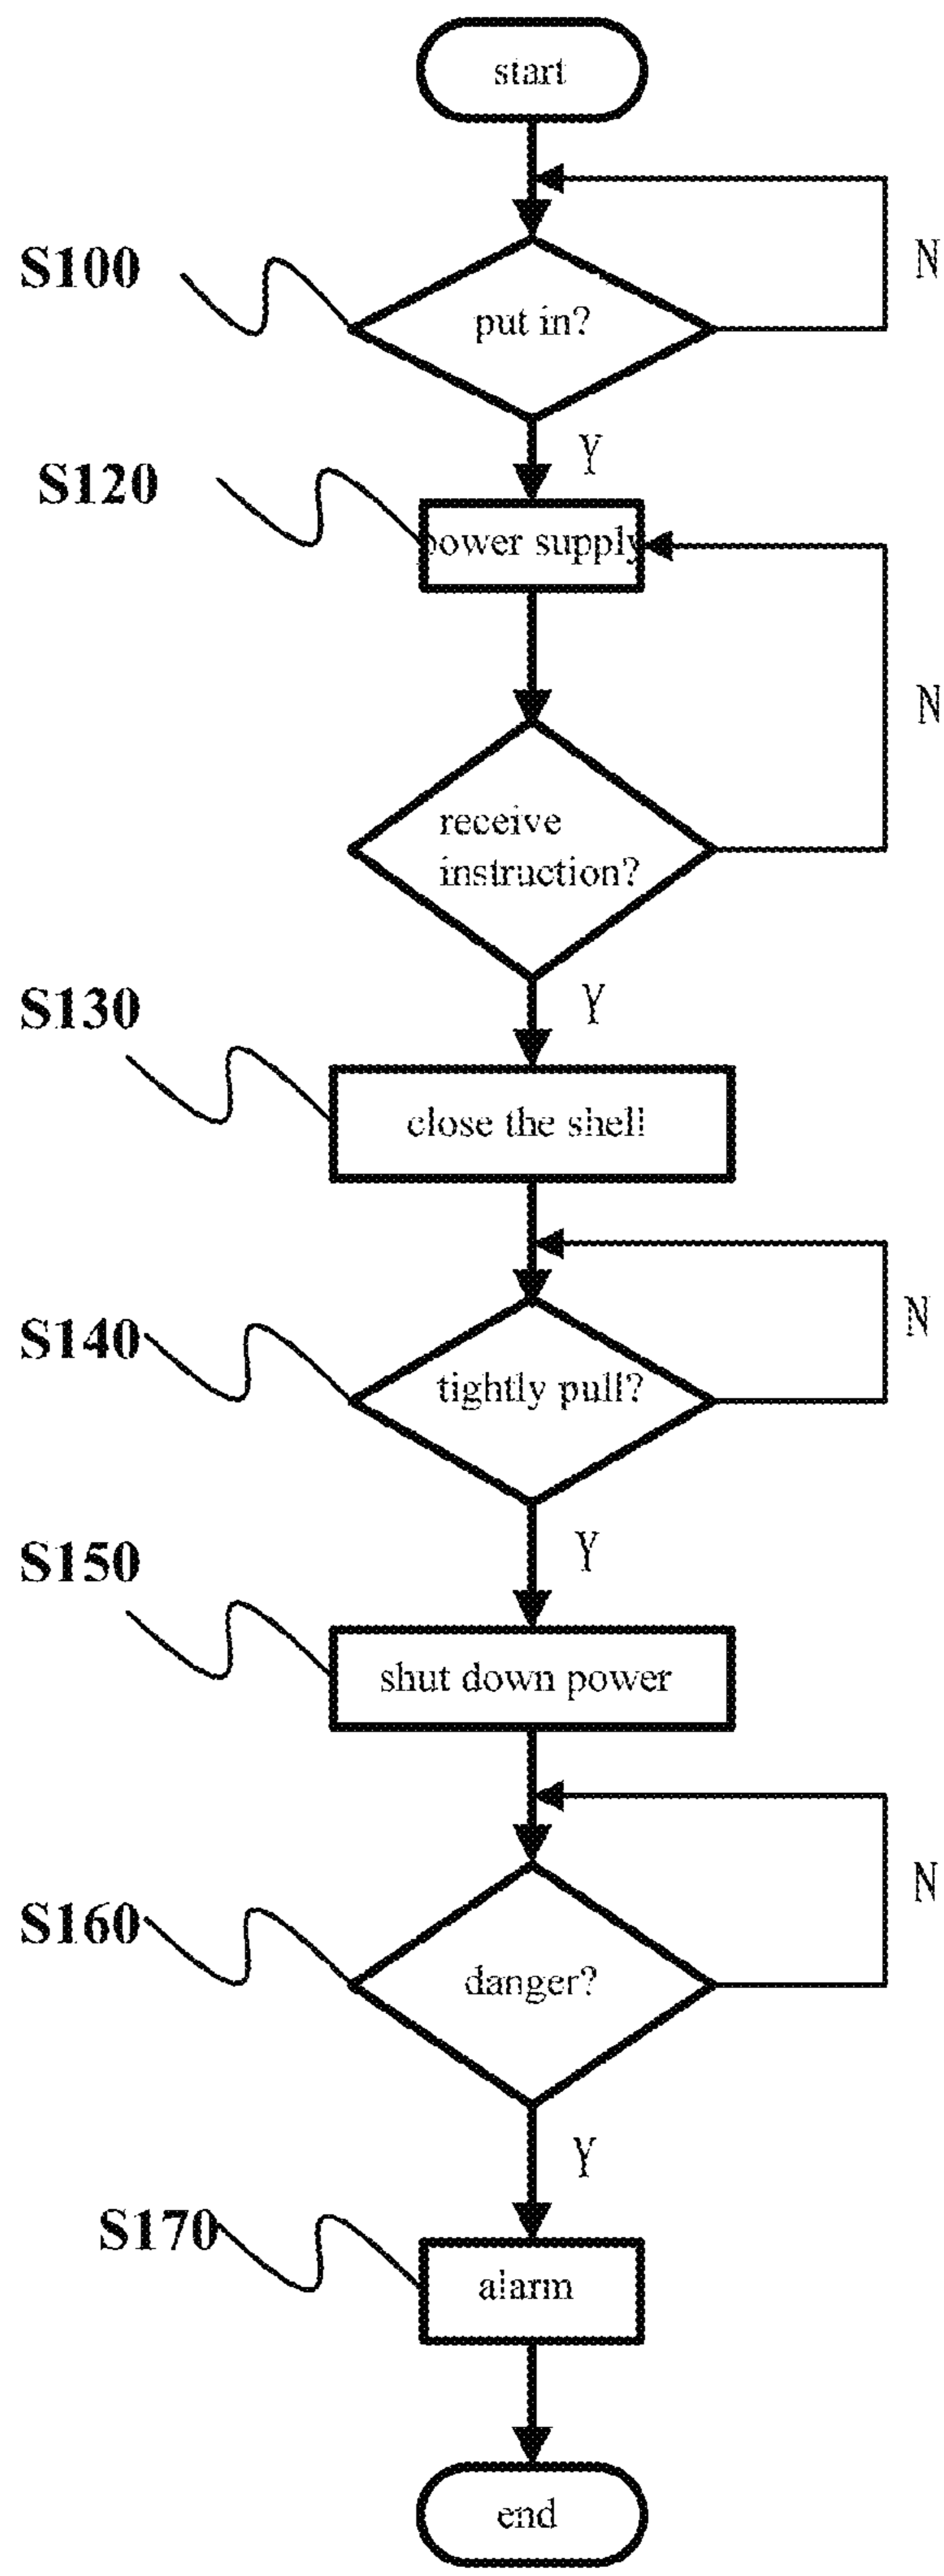 start
N
S100
put in?
Y
S120
power supply
N
receive
instruction?
Y
S130
close the shell
N
S140
tightly pull?
Y
S150
shut down power
N
S160
danger?
Y
S170
alarm
end